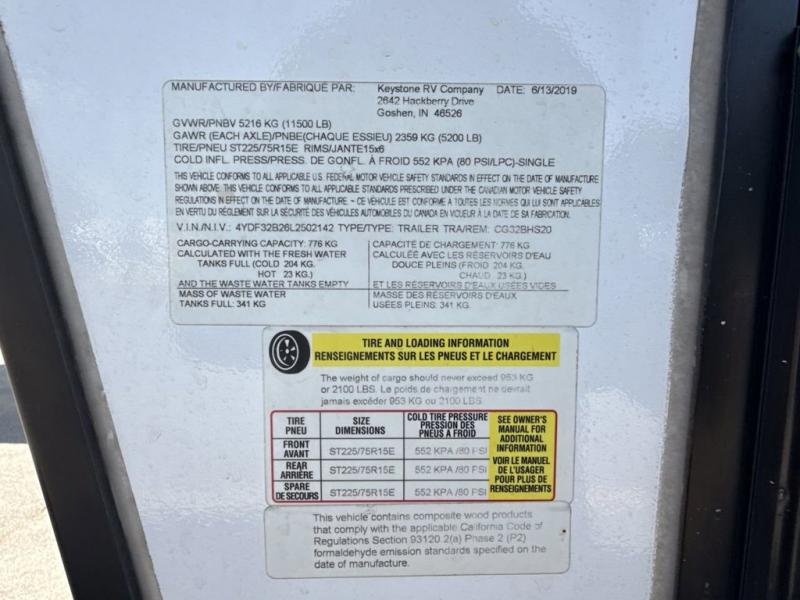 MANUFACTURED BY/FABRIQUÉ PAR: Keystone RV Company DATE: 6/13/2019
2642 Hackberry Drive
Goshen, IN 46526
GVWR/PNBV 5216 KG (11500 LB)
GAWR (EACH AXLE)/PNBE(CHAQUE ESSIEU) 2359 KG (5200 LB)
TIRE/PNEU ST225/75R15E RIMS/JANTE15x6
COLD INFL. PRESS/PRESS. DE GONFL. À FROID 552 KPA (80 PSI/LPC)-SINGLE
THIS VEHICLE CONFORMS TO ALL APPLICABLE U.S. FEDERAL MOTOR VEHICLE SAFETY STANDARDS IN EFFECT ON THE DATE OF MANUFACTURE
SHOWN ABOVE. THIS VEHICLE CONFORMS TO ALL APPLICABLE STANDARDS PRESCRIBED UNDER THE CANADIAN MOTOR VEHICLE SAFETY
REGULATIONS IN EFFECT ON THE DATE OF MANUFACTURE. - CE VÉHICULE EST CONFORME À TOUTES LES NORMES QUI LUI SONT APPLICABLES
EN VERTU DU RÈGLEMENT SUR LA SÉCURITÉ DES VÉHICULES AUTOMOBILES DU CANADA EN VIGUEUR À LA DATE DE SA FABRICATION.
V.I.N./N.I.V.: 4YDF32B26L2502142 TYPE/TYPE: TRAILER TRA/REM: CG32BHS20
CARGO-CARRYING CAPACITY: 776 KG
CALCULATED WITH THE FRESH WATER
TANKS FULL (COLD 204 KG.
HOT 23 KG.)
AND THE WASTE WATER TANKS EMPTY
MASS OF WASTE WATER
TANKS FULL: 341 KG
CAPACITÉ DE CHARGEMENT: 776 KG
CALCULÉE AVEC LES RÉSERVOIRS D'EAU
DOUCE PLEINS (FROID 204 KG.
CHAUD 23 KG.)
ET LES RÉSERVOIRS D'EAUX USÉES VIDES
MASSE DES RÉSERVOIRS D'EAUX
USÉES PLEINS: 341 KG.
TIRE AND LOADING INFORMATION
RENSEIGNEMENTS SUR LES PNEUS ET LE CHARGEMENT
The weight of cargo should never exceed 953 KG
or 2100 LBS. Le poids de chargement ne devrait
jamais excéder 953 KG ou 2100 LBS
TIRE PNEU SIZE DIMENSIONS COLD TIRE PRESSURE PRESSION DES PNEUS A FROID
FRONT AVANT ST225/75R15E 552 KPA /80 PSI
REAR ARRIÈRE ST225/75R15E 552 KPA /80 PSI
SPARE DE SECOURS ST225/75R15E 552 KPA /80 PSI
SEE OWNER'S
MANUAL FOR
ADDITIONAL
INFORMATION
VOIR LE MANUEL
DE L'USAGER
POUR PLUS DE
RENSEIGNEMENTS
This vehicle contains composite wood products
that comply with the applicable California Code of
Regulations Section 93120 2(a) Phase 2 (P2)
formaldehyde emission standards specified on the
date of manufacture.